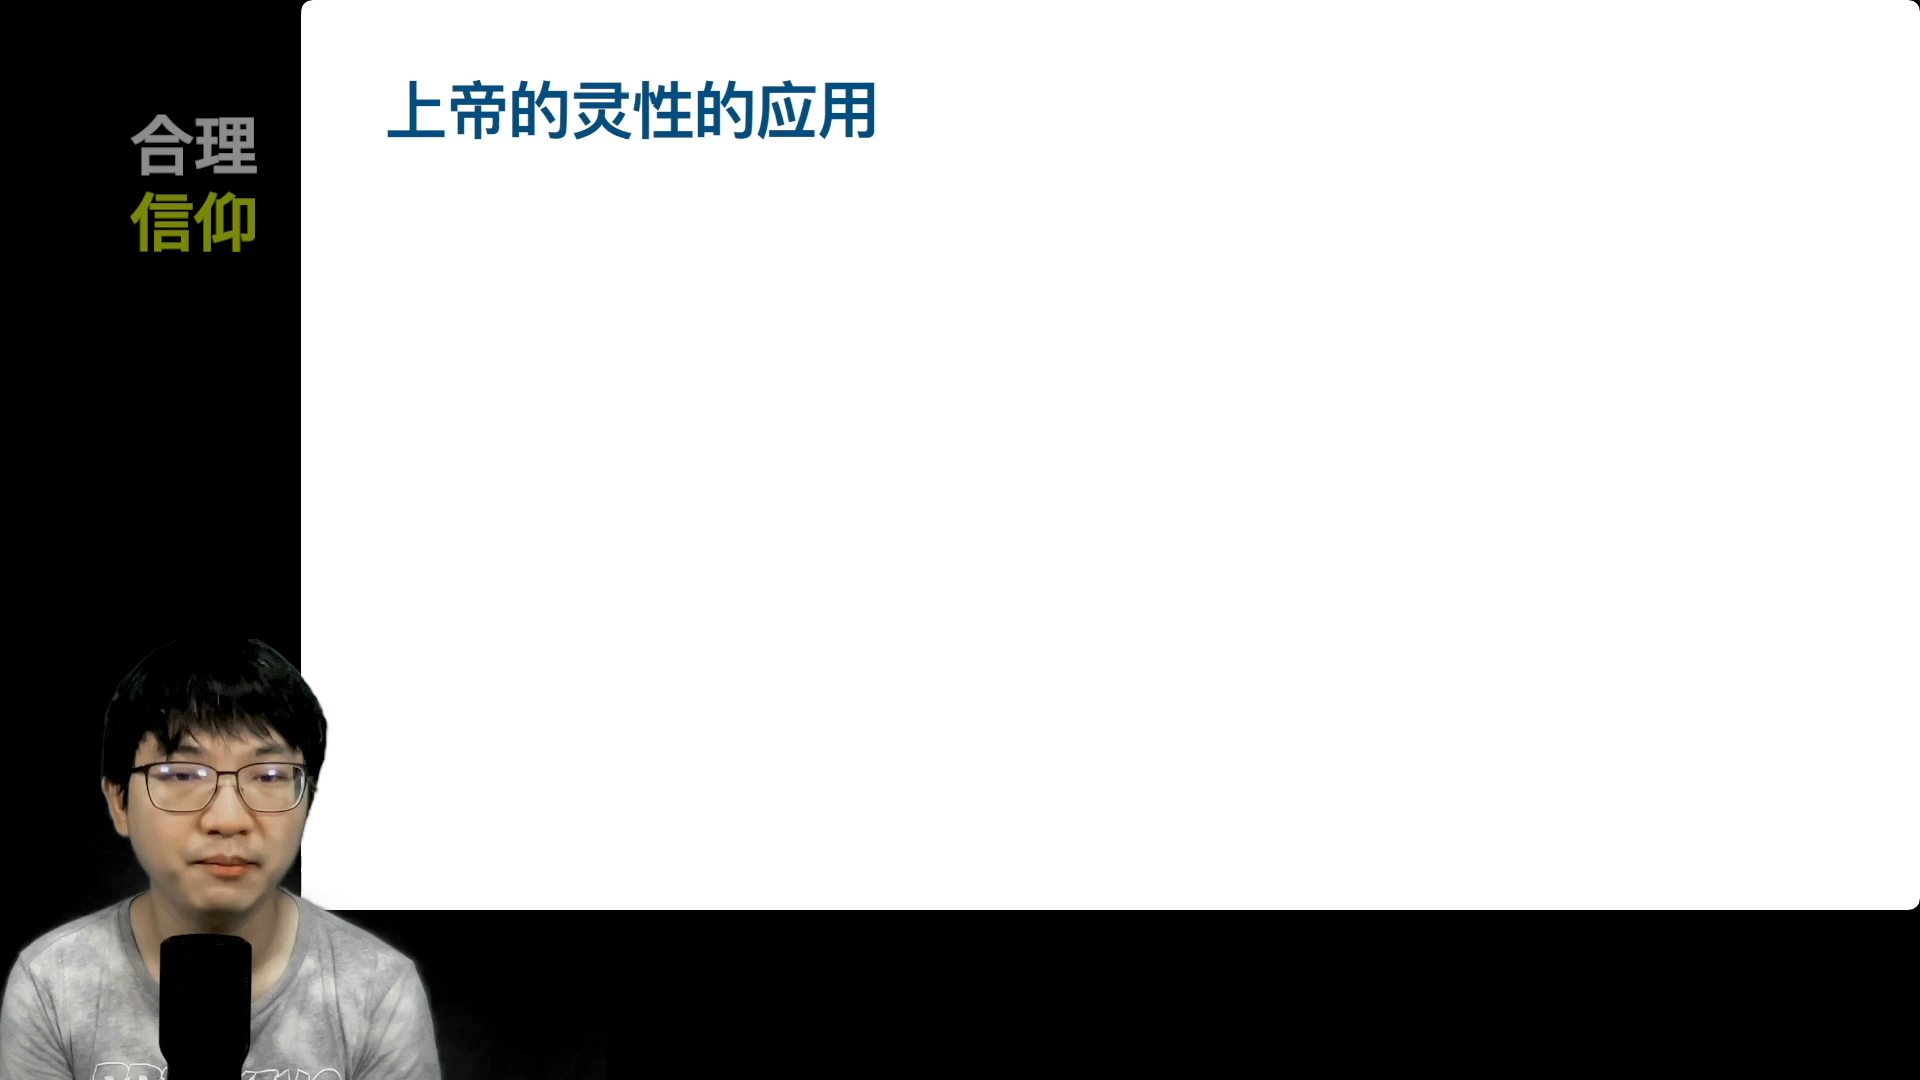 合理
信仰
上帝的灵性的应用